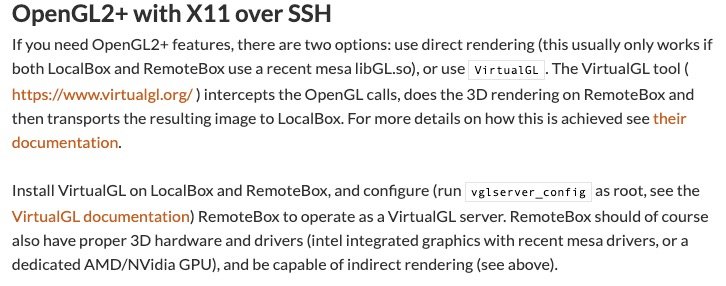 OpenGL2+ with X11 over SSH
If you need OpenGL2+ features, there are two options: use direct rendering (this usually only works if
both LocalBox and RemoteBox use a recent mesa libGL.so), or use VirtualGL . The VirtualGL tool (
https://www.virtualgl.org/ ) intercepts the OpenGL calls, does the 3D rendering on RemoteBox and
then transports the resulting image to LocalBox. For more details on how this is achieved see their
documentation.
Install VirtualGL on LocalBox and RemoteBox, and configure (run vglserver_config as root, see the
VirtualGL documentation) RemoteBox to operate as a VirtualGL server. RemoteBox should of course
also have proper 3D hardware and drivers (intel integrated graphics with recent mesa drivers, or a
dedicated AMD/NVidia GPU), and be capable of indirect rendering (see above).